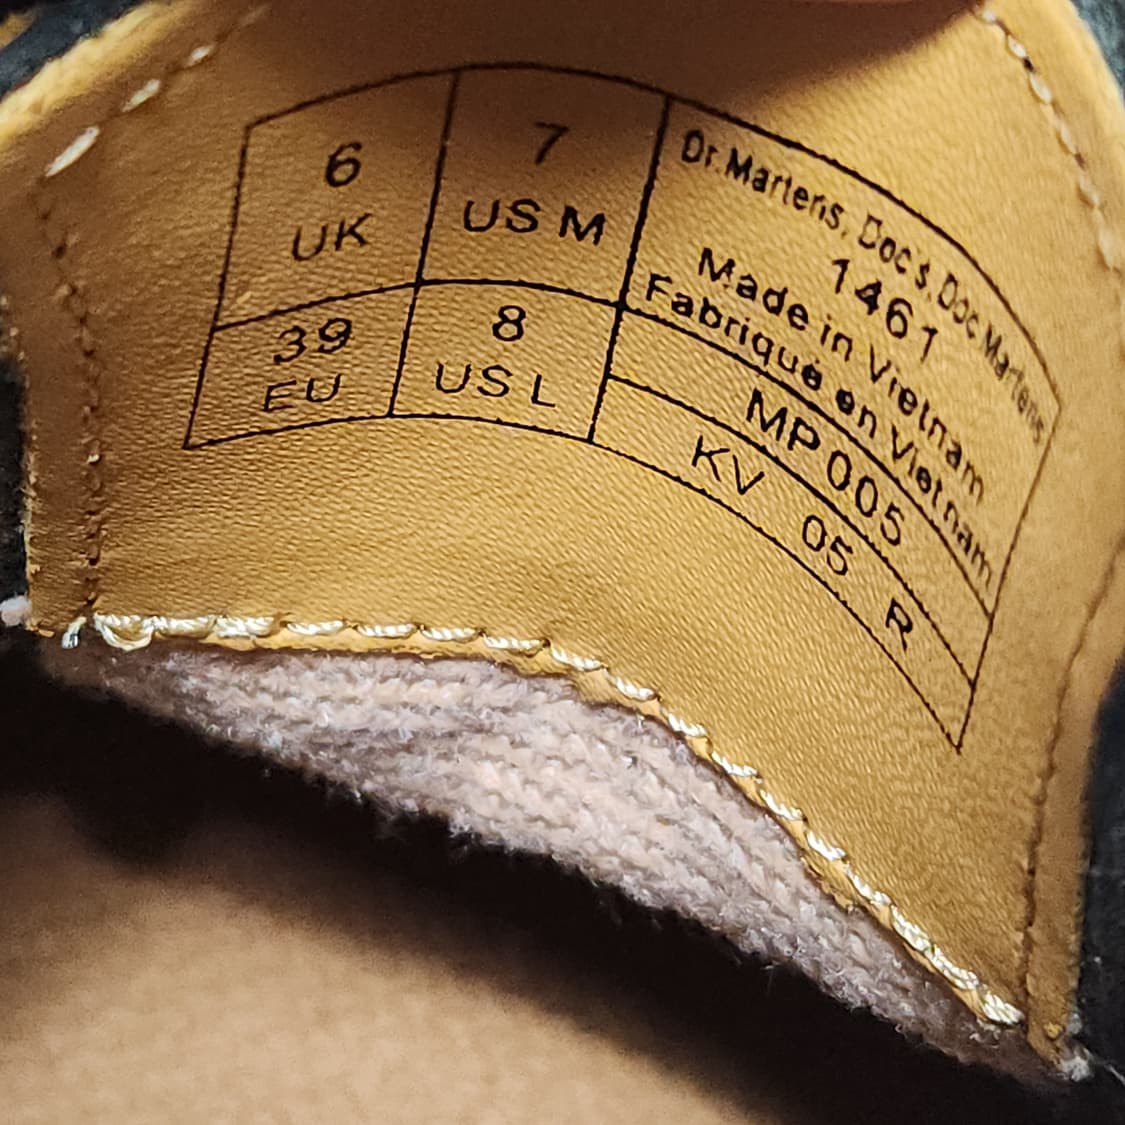 6
UK
7
US M
39
EU
8
US L
Dr.Martens, Doc's, Doc Martens
1461
Made in Vietnam
Fabriqué en Vietnam
MP 005
KV 05 R